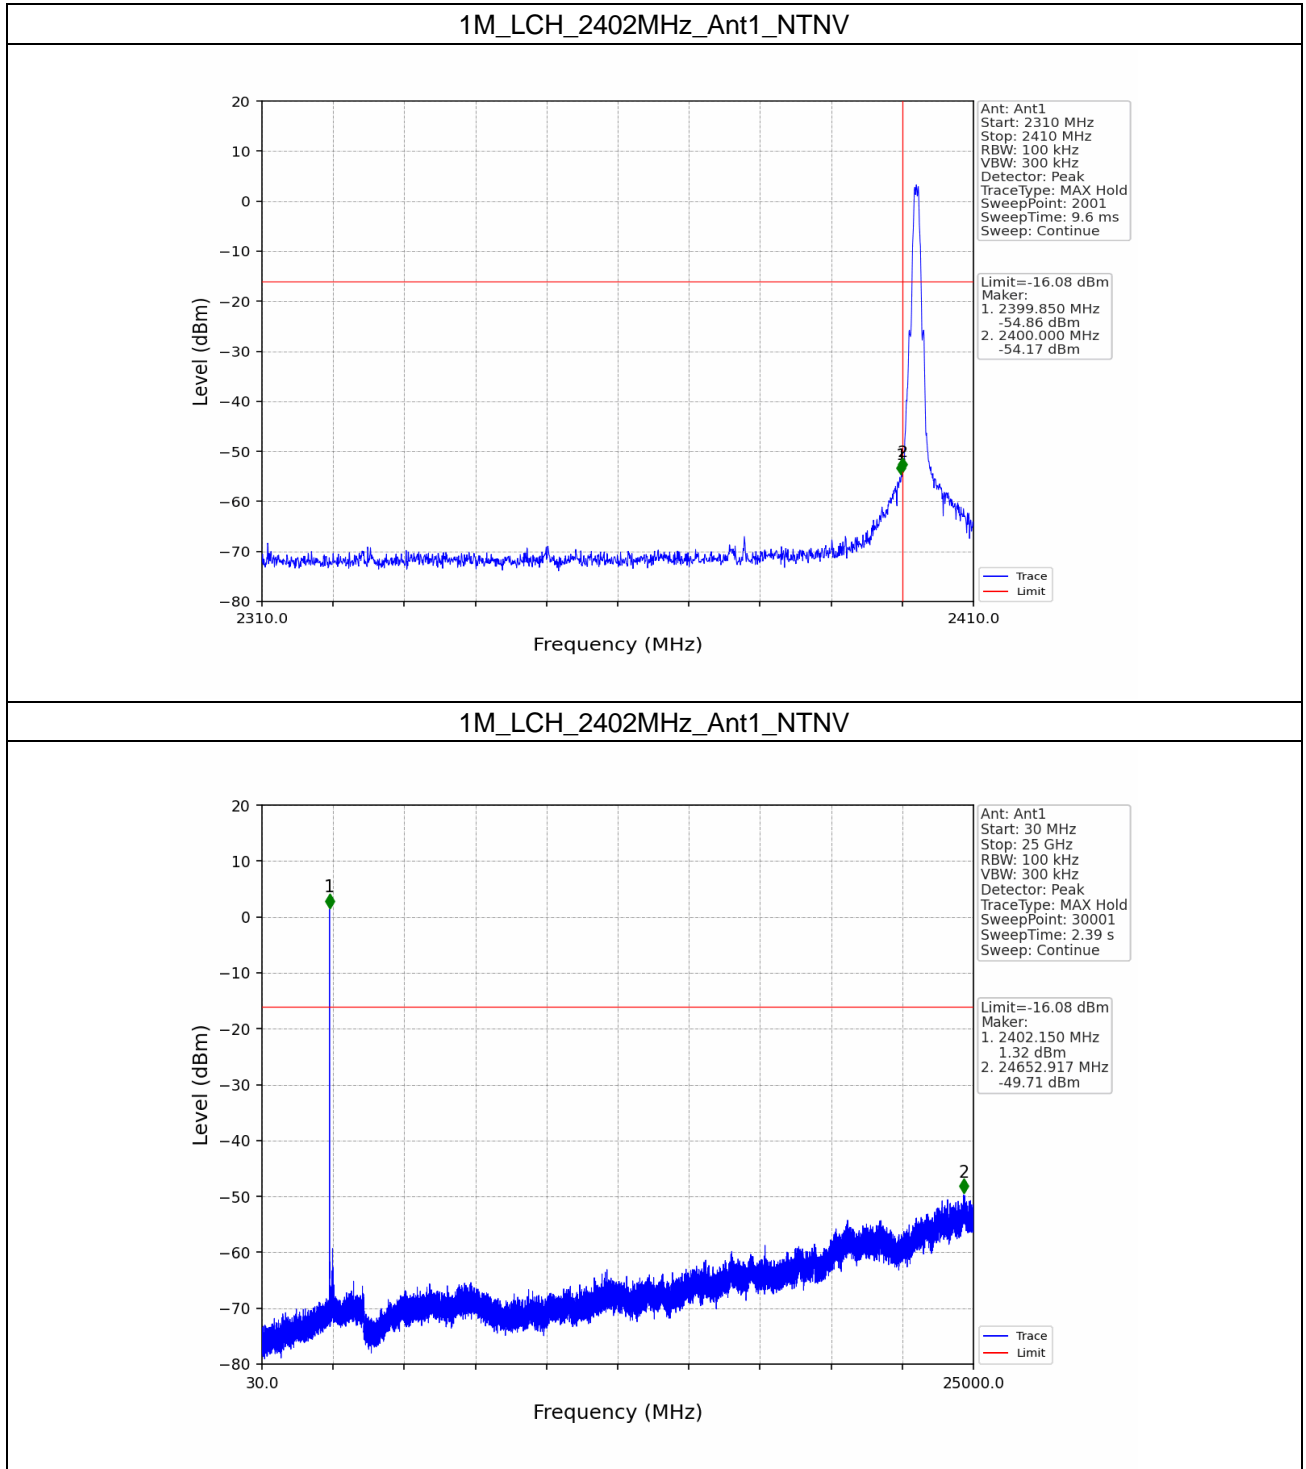 1M_LCH_2402MHz_Ant1_NTNV
20
10
0
−10
−20
−30
−40
−50
−60
−70
−80
Level (dBm)
2310.0
2410.0
Frequency (MHz)
2
Ant: Ant1
Start: 2310 MHz
Stop: 2410 MHz
RBW: 100 kHz
VBW: 300 kHz
Detector: Peak
TraceType: MAX Hold
SweepPoint: 2001
SweepTime: 9.6 ms
Sweep: Continue
Limit=-16.08 dBm
Maker:
1. 2399.850 MHz
-54.86 dBm
2. 2400.000 MHz
-54.17 dBm
Trace
Limit
1M_LCH_2402MHz_Ant1_NTNV
20
10
0
−10
−20
−30
−40
−50
−60
−70
−80
Level (dBm)
30.0
25000.0
Frequency (MHz)
1
2
Ant: Ant1
Start: 30 MHz
Stop: 25 GHz
RBW: 100 kHz
VBW: 300 kHz
Detector: Peak
TraceType: MAX Hold
SweepPoint: 30001
SweepTime: 2.39 s
Sweep: Continue
Limit=-16.08 dBm
Maker:
1. 2402.150 MHz
1.32 dBm
2. 24652.917 MHz
-49.71 dBm
Trace
Limit